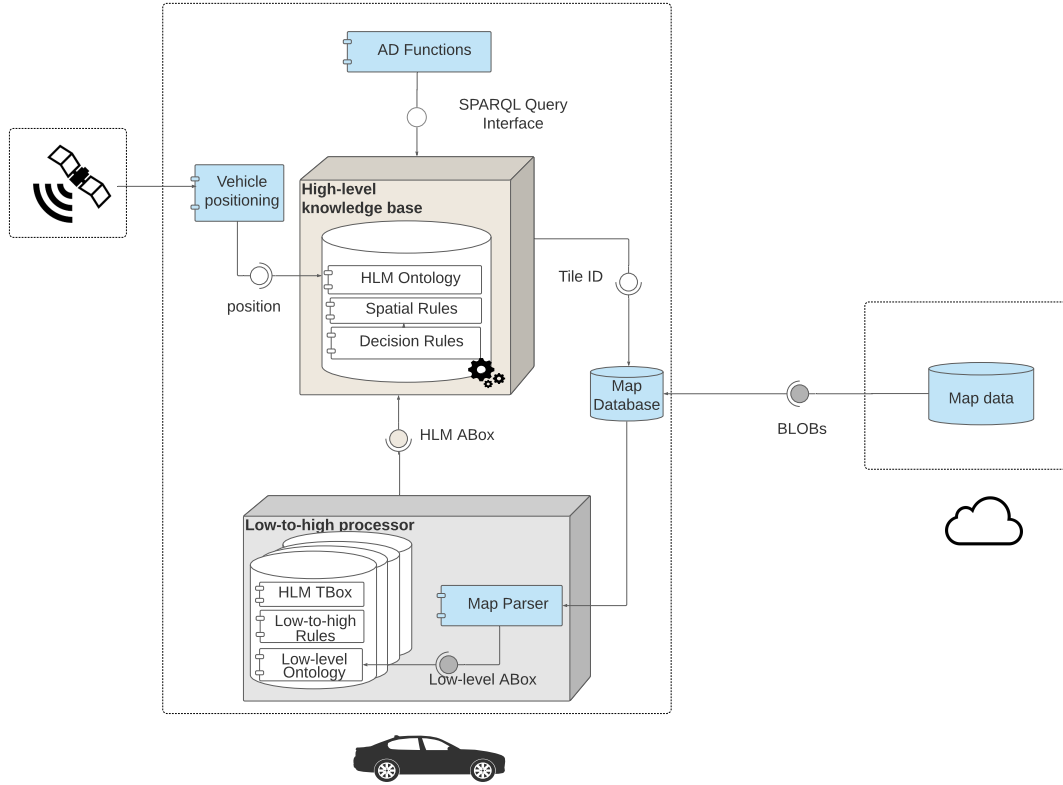 AD Functions
SPARQL Query
Interface
Vehicle
positioning
High-level
knowledge base
HLM Ontology
Spatial Rules
Decision Rules
position
Tile ID
Map
Database
BLOBs
Map data
HLM ABox
Low-to-high processor
HLM TBox
Low-to-high
Rules
Low-level
Ontology
Map Parser
Low-level ABox